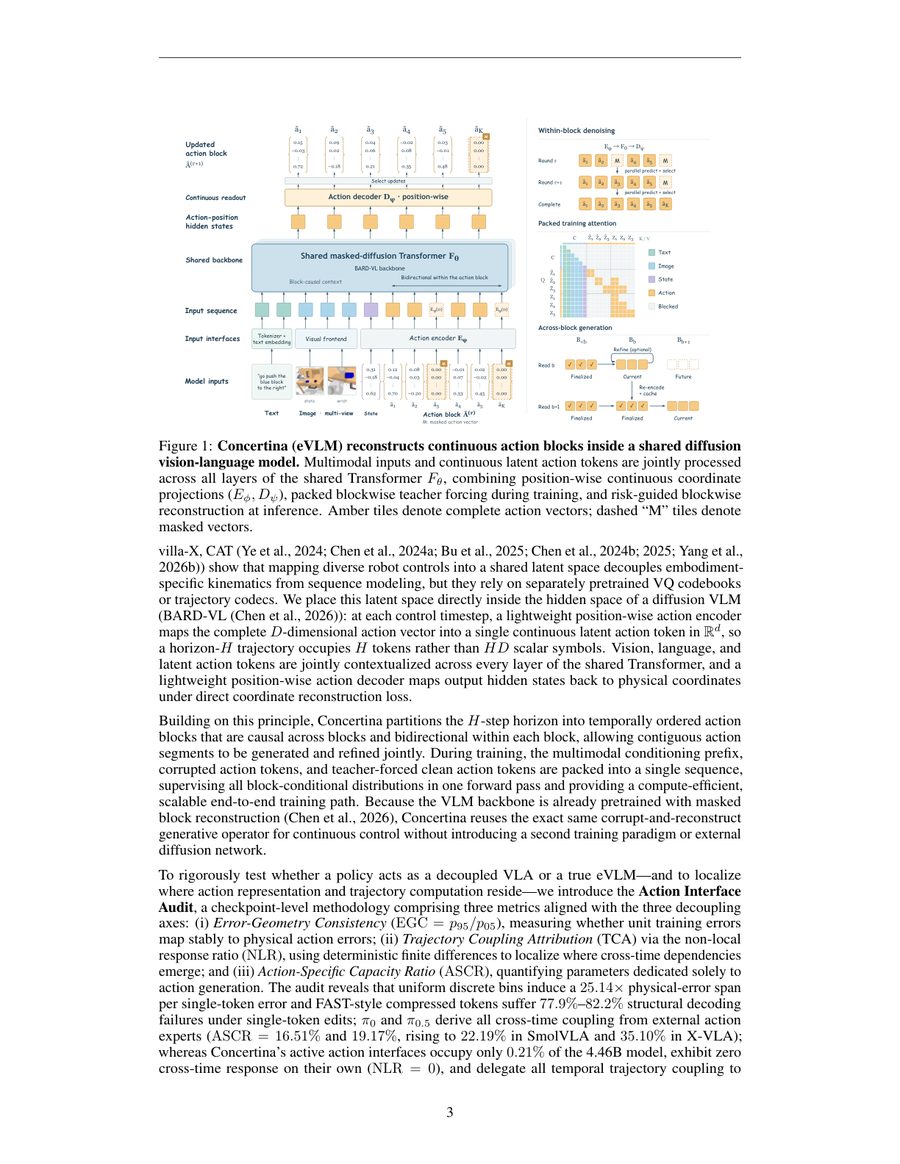 Updated
action block
Continuous readout
Action-position
hidden states
Shared backbone
Input sequence
Input interfaces
Model inputs
Select updates
Action decoder Dψ · position-wise
Shared masked-diffusion Transformer Fθ
BARD-VL backbone
Block-causal context
Bidirectional within the action block
Tokenizer +
text embedding
Visual frontend
Action encoder Eφ
"go push the
blue block
to the right"
Text
Image · multi-view
State
Action block Â(r)
M: masked action vector
Within-block denoising
Eφ → Fθ → Dψ
Round r
parallel predict + select
Round r+1
parallel predict + select
Complete
Packed training attention
Text
Image
State
Action
Blocked
Across-block generation
Refine (optional)
Read b
Finalized
Current
Future
Re-encode
+ cache
Read b+1
Finalized
Finalized
Current
Figure 1: Concertina (eVLM) reconstructs continuous action blocks inside a shared diffusion
vision-language model. Multimodal inputs and continuous latent action tokens are jointly processed
across all layers of the shared Transformer Fθ, combining position-wise continuous coordinate
projections (Eϕ, Dψ), packed blockwise teacher forcing during training, and risk-guided blockwise
reconstruction at inference. Amber tiles denote complete action vectors; dashed “M” tiles denote
masked vectors.
villa-X, CAT (Ye et al., 2024; Chen et al., 2024a; Bu et al., 2025; Chen et al., 2024b; 2025; Yang et al.,
2026b)) show that mapping diverse robot controls into a shared latent space decouples embodiment-
specific kinematics from sequence modeling, but they rely on separately pretrained VQ codebooks
or trajectory codecs. We place this latent space directly inside the hidden space of a diffusion VLM
(BARD-VL (Chen et al., 2026)): at each control timestep, a lightweight position-wise action encoder
maps the complete D-dimensional action vector into a single continuous latent action token in ℝᵈ, so
a horizon-H trajectory occupies H tokens rather than HD scalar symbols. Vision, language, and
latent action tokens are jointly contextualized across every layer of the shared Transformer, and a
lightweight position-wise action decoder maps output hidden states back to physical coordinates
under direct coordinate reconstruction loss.
Building on this principle, Concertina partitions the H-step horizon into temporally ordered action
blocks that are causal across blocks and bidirectional within each block, allowing contiguous action
segments to be generated and refined jointly. During training, the multimodal conditioning prefix,
corrupted action tokens, and teacher-forced clean action tokens are packed into a single sequence,
supervising all block-conditional distributions in one forward pass and providing a compute-efficient,
scalable end-to-end training path. Because the VLM backbone is already pretrained with masked
block reconstruction (Chen et al., 2026), Concertina reuses the exact same corrupt-and-reconstruct
generative operator for continuous control without introducing a second training paradigm or external
diffusion network.
To rigorously test whether a policy acts as a decoupled VLA or a true eVLM—and to localize
where action representation and trajectory computation reside—we introduce the Action Interface
Audit, a checkpoint-level methodology comprising three metrics aligned with the three decoupling
axes: (i) Error-Geometry Consistency (EGC = p95/p05), measuring whether unit training errors
map stably to physical action errors; (ii) Trajectory Coupling Attribution (TCA) via the non-local
response ratio (NLR), using deterministic finite differences to localize where cross-time dependencies
emerge; and (iii) Action-Specific Capacity Ratio (ASCR), quantifying parameters dedicated solely to
action generation. The audit reveals that uniform discrete bins induce a 25.14× physical-error span
per single-token error and FAST-style compressed tokens suffer 77.9%–82.2% structural decoding
failures under single-token edits; π0 and π0.5 derive all cross-time coupling from external action
experts (ASCR = 16.51% and 19.17%, rising to 22.19% in SmolVLA and 35.10% in X-VLA);
whereas Concertina’s active action interfaces occupy only 0.21% of the 4.46B model, exhibit zero
cross-time response on their own (NLR = 0), and delegate all temporal trajectory coupling to
3